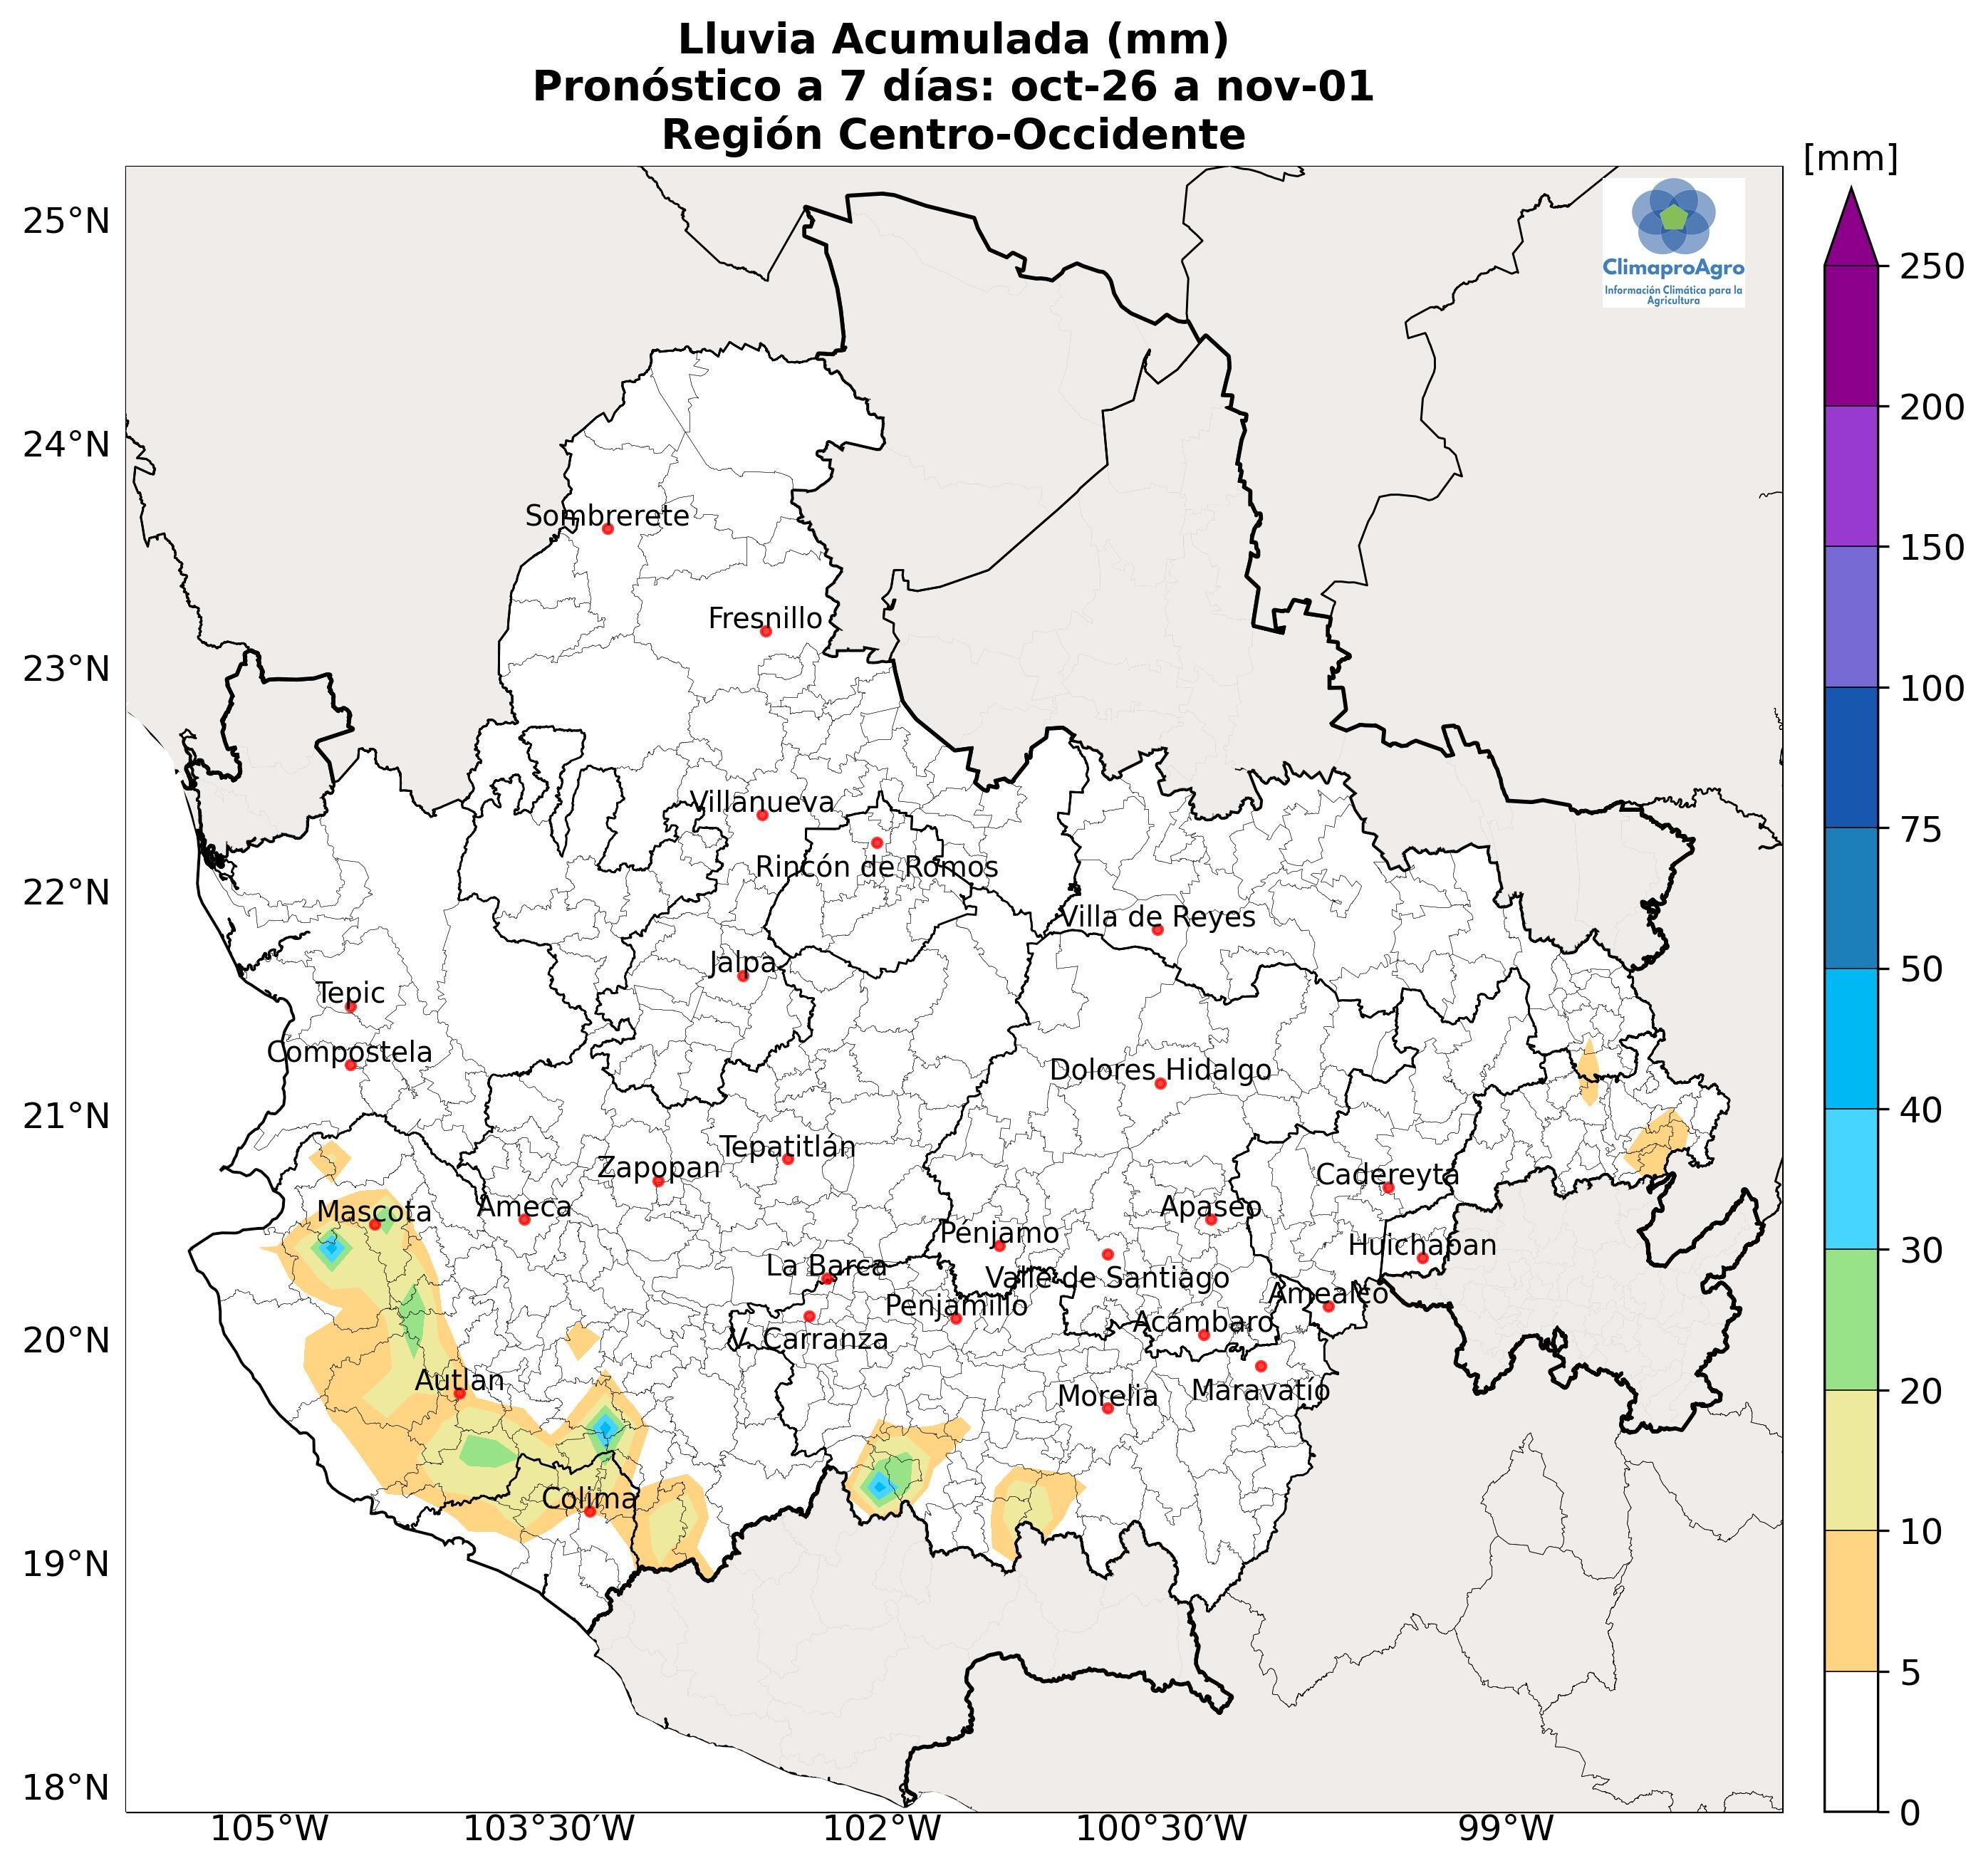 Lluvia Acumulada (mm)
Pronóstico a 7 días: oct-26 a nov-01
Región Centro-Occidente
[mm]
ClimaproAgro
Información Climática para la
Agricultura
25°N
24°N
23°N
22°N
21°N
20°N
19°N
18°N
Sombrerete
Fresnillo
Villanueva
Rincón de Romos
Villa de Reyes
Jalpa
Tepic
Compostela
Dolores Hidalgo
Tepatitlán
Zapopan
Cadereyta
Mascota
Ameca
Apaseo
Pénjamo
Huichapan
La Barca
Valle de Santiago
Amealco
Penjamillo
Acámbaro
V. Carranza
Autlan
Morelia
Maravatío
Colima
105°W
103°30'W
102°W
100°30'W
99°W
250
200
150
100
75
50
40
30
20
10
5
0